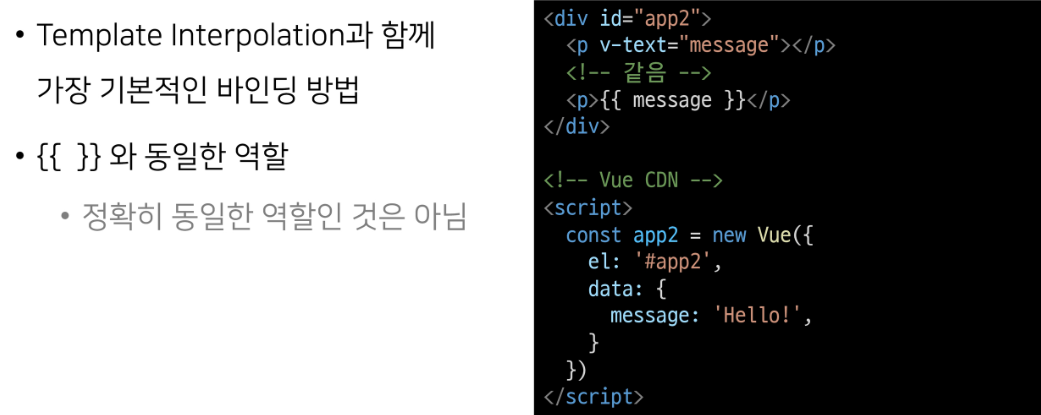 • Template Interpolation과 함께
가장 기본적인 바인딩 방법
• {{ }} 와 동일한 역할
• 정확히 동일한 역할인 것은 아님
<div id="app2">
  <p v-text="message"></p>
  <!-- 같음 -->
  <p>{{ message }}</p>
</div>
<!-- Vue CDN -->
<script>
  const app2 = new Vue({
    el: '#app2',
    data: {
      message: 'Hello!',
    }
  })
</script>